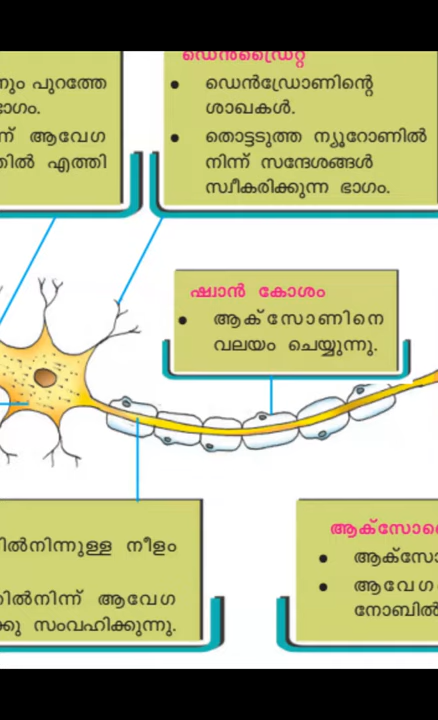 ഡെൻഡ്രൈറ്റ്
നും പുറത്തേ
ഭാഗം.
ന്ന് ആവേഗ
ത്തിൽ എത്തി
• ഡെൻഡ്രോണിന്റെ
ശാഖകൾ.
• തൊട്ടടുത്ത ന്യൂറോണിൽ
നിന്ന് സന്ദേശങ്ങൾ
സ്വീകരിക്കുന്ന ഭാഗം.
ഷ്വാൻ കോശം
• ആക്സോണിനെ
വലയം ചെയ്യുന്നു.
നിൽനിന്നുള്ള നീളം
ത്തിൽനിന്ന് ആവേഗ
ക്കു സംവഹിക്കുന്നു.
ആക്സോ
• ആക്സോ
• ആവേഗ
നോബിൽ